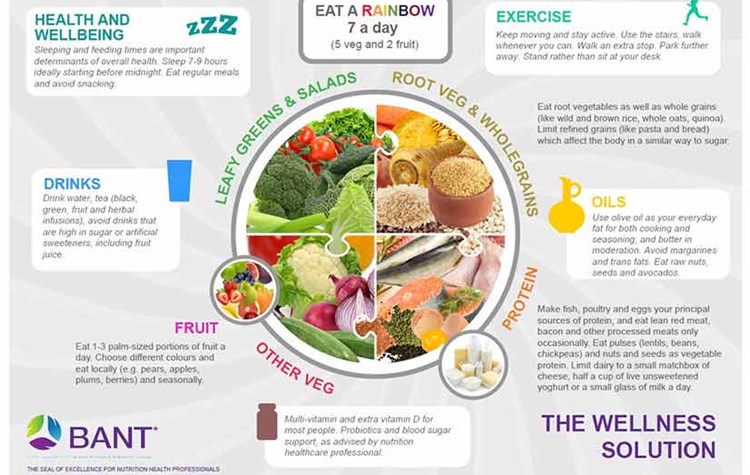 HEALTH AND
WELLBEING
zzz
Sleeping and feeding times are important
determinants of overall health. Sleep 7-9 hours
ideally starting before midnight. Eat regular meals
and avoid snacking.
EAT A RAINBOW
7 a day
(5 veg and 2 fruit)
EXERCISE
Keep moving and stay active. Use the stairs, walk
whenever you can. Walk an extra stop. Park further
away. Stand rather than sit at your desk
LEAFY GREENS & SALADS
ROOT VEG & WHOLEGRAINS
Eat root vegetables as well as whole grains
(like wild and brown rice, whole oats, quinoa).
Limit refined grains (like pasta and bread)
which affect the body in a similar way to sugar.
DRINKS
Drink water, tea (black,
green, fruit and herbal
infusions), avoid drinks that
are high in sugar or artificial
sweeteners, including fruit
juice.
OILS
Use olive oil as your everyday
fat for both cooking and
seasoning, and butter in
moderation. Avoid margarines
and trans fats. Eat raw nuts,
seeds and avocados.
FRUIT
Eat 1-3 palm-sized portions of fruit a
day. Choose different colours and
eat locally (e.g. pears, apples,
plums, berries) and seasonally.
OTHER VEG
PROTEIN
Make fish, poultry and eggs your principal
sources of protein, and eat lean red meat,
bacon and other processed meats only
occasionally. Eat pulses (lentils, beans,
chickpeas) and nuts and seeds as vegetable
protein. Limit dairy to a small matchbox of
cheese, half a cup of live unsweetened
yoghurt or a small glass of milk a day.
Multi-vitamin and extra vitamin D for
most people. Probiotics and blood sugar
support, as advised by nutrition
healthcare professional.
BANT®
THE SEAL OF EXCELLENCE FOR NUTRITION HEALTH PROFESSIONALS
THE WELLNESS
SOLUTION